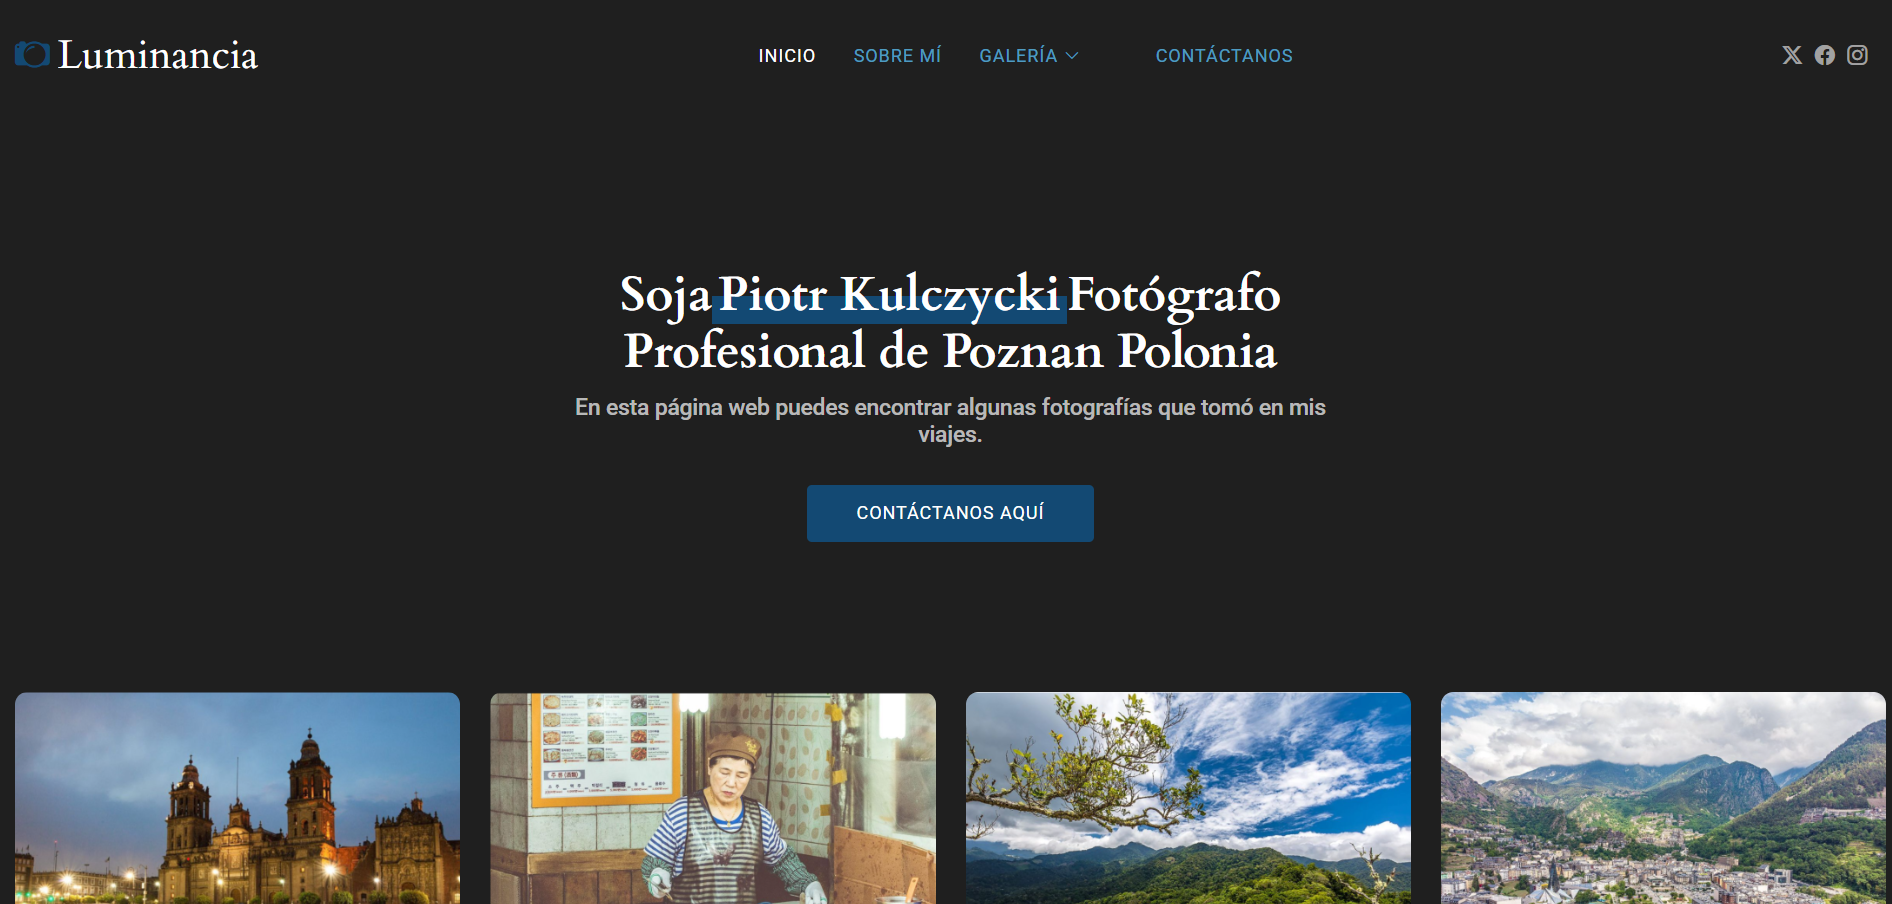 Luminancia
INICIO SOBRE MÍ GALERÍA CONTÁCTANOS
Soja Piotr Kulczycki Fotógrafo
Profesional de Poznan Polonia
En esta página web puedes encontrar algunas fotografías que tomó en mis
viajes.
CONTÁCTANOS AQUÍ